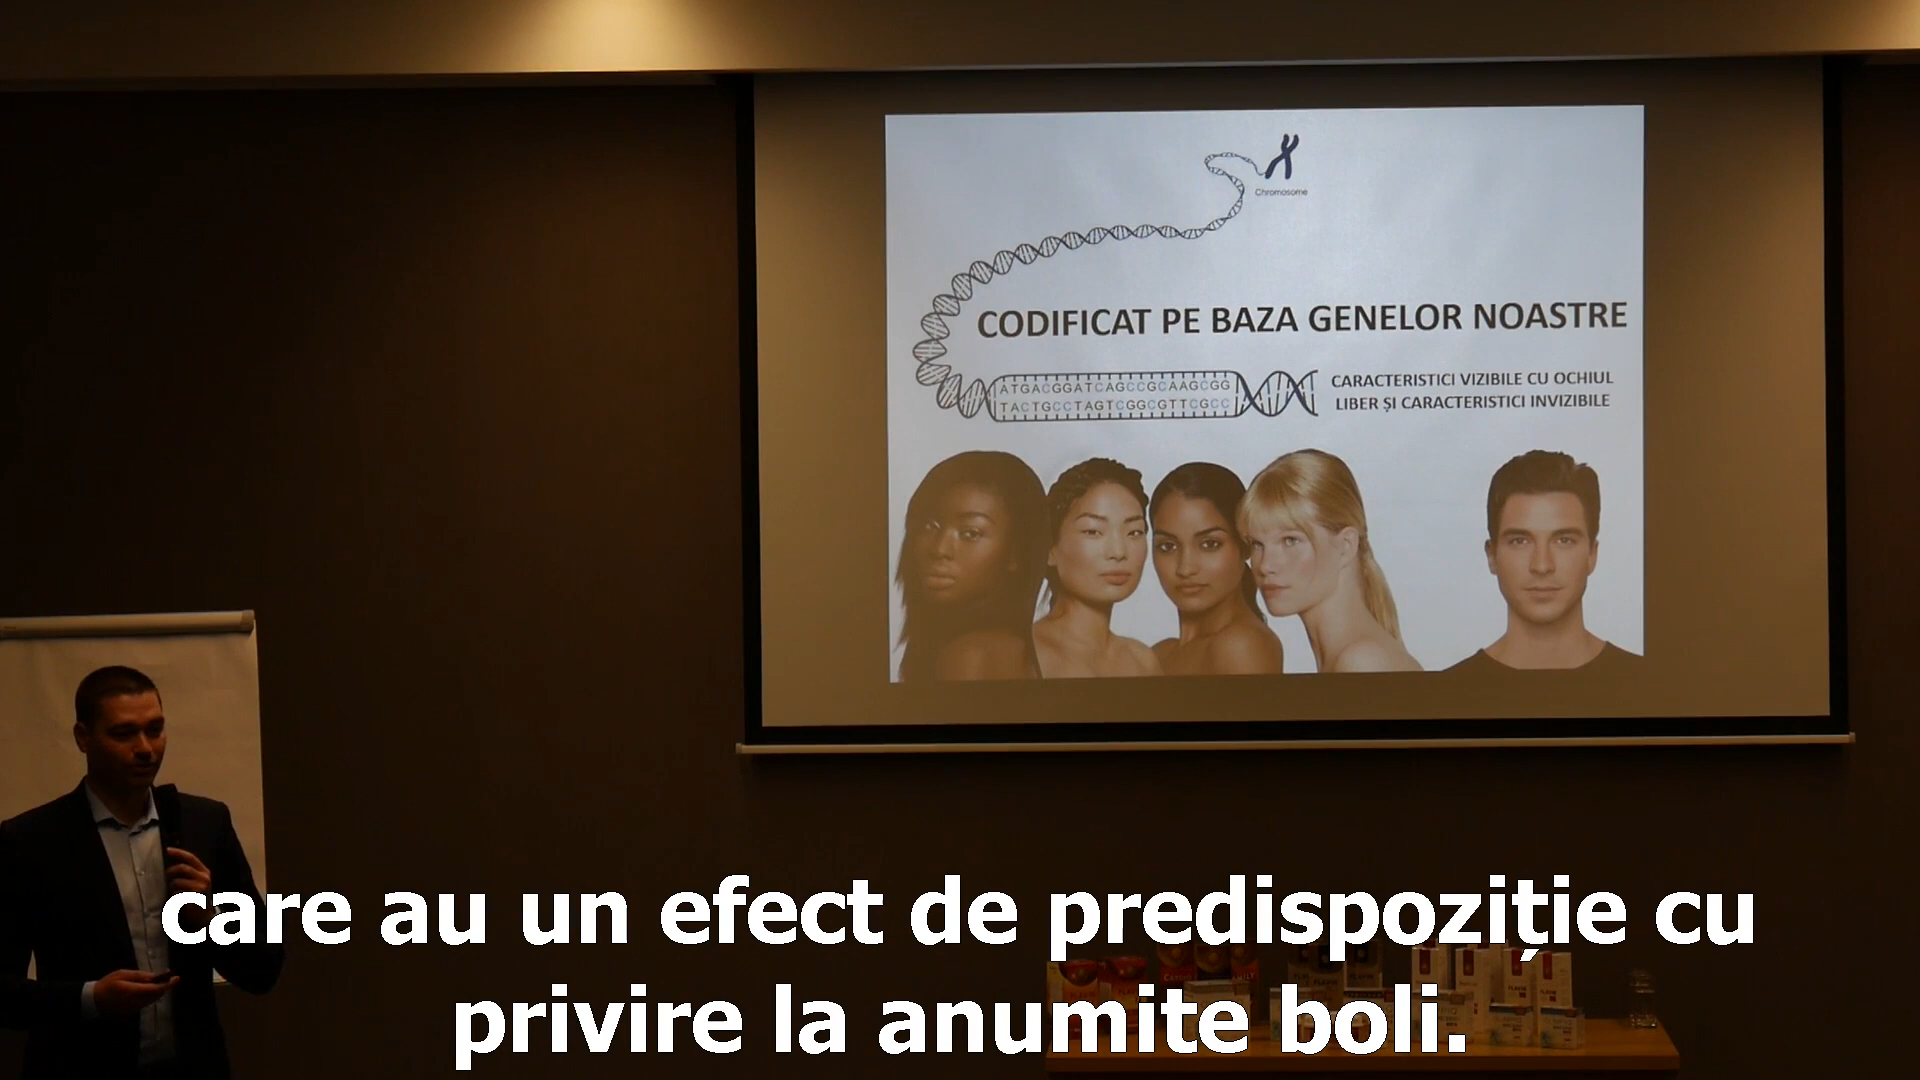 Chromosome
CODIFICAT PE BAZA GENELOR NOASTRE
ATGACGGATCAGCCGCAAGCGG
TACTGCCTAGTCGGCGTTCGCC
CARACTERISTICI VIZIBILE CU OCHIUL
LIBER ȘI CARACTERISTICI INVIZIBILE
care au un efect de predispoziție cu
privire la anumite boli.